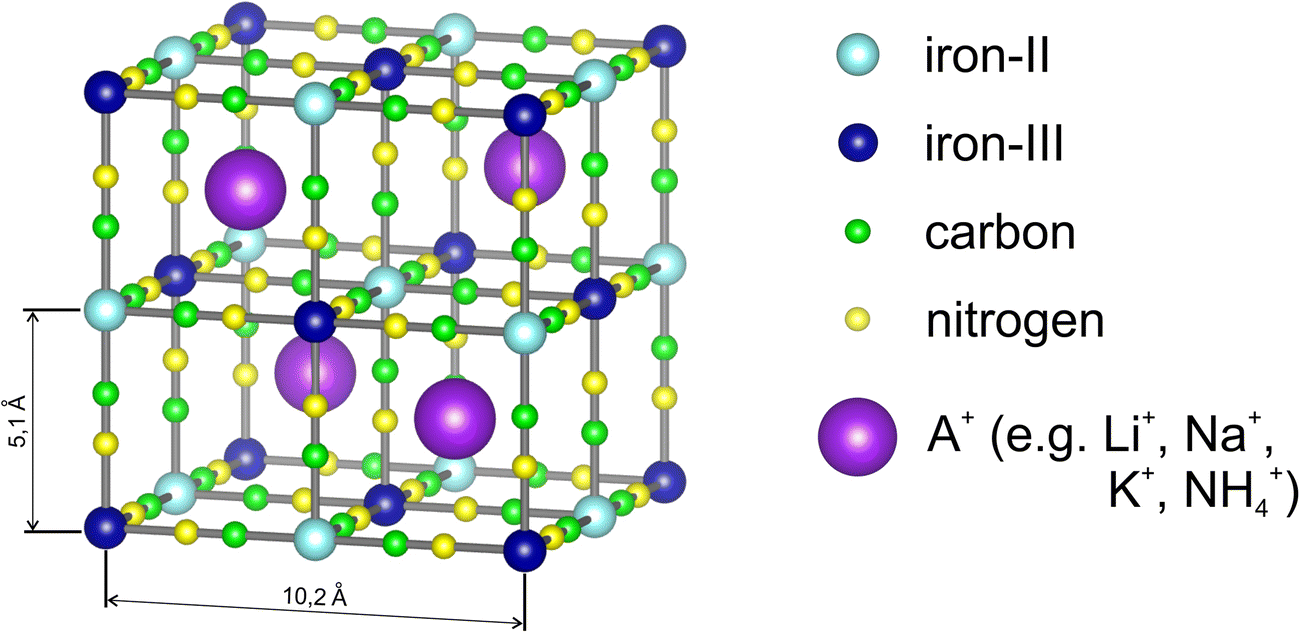 iron-II
iron-III
carbon
nitrogen
A⁺ (e.g. Li⁺, Na⁺,
K⁺, NH₄⁺)
5,1 Å
10,2 Å